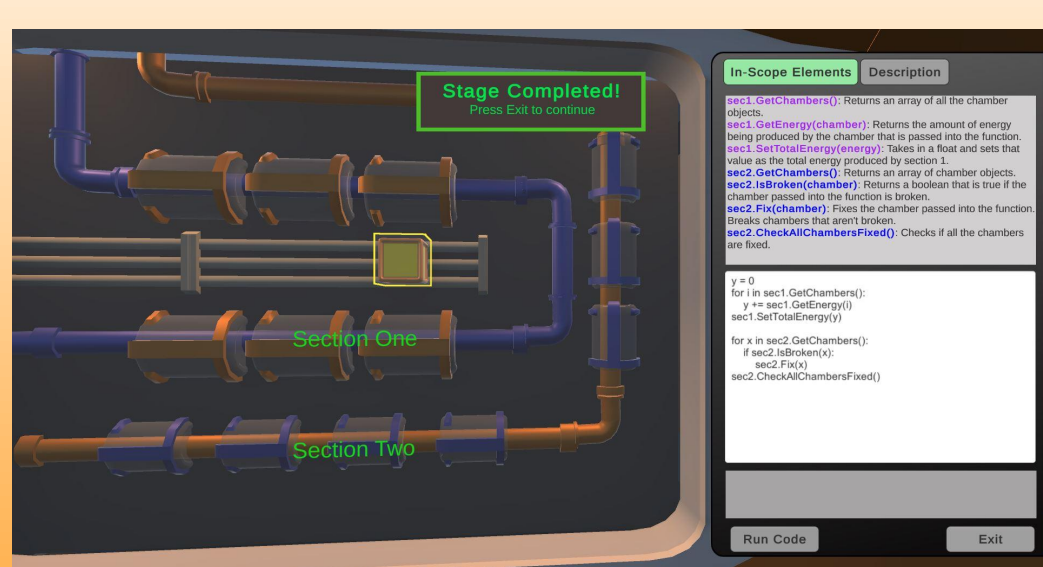 Stage Completed!
Press Exit to continue
Section One
Section Two
In-Scope Elements
Description
sec1.GetChambers(): Returns an array of all the chamber
objects.
sec1.GetEnergy(chamber): Returns the amount of energy
being produced by the chamber that is passed into the function.
sec1.SetTotalEnergy(energy): Takes in a float and sets that
value as the total energy produced by section 1.
sec2.GetChambers(): Returns an array of chamber objects.
sec2.IsBroken(chamber): Returns a boolean that is true if the
chamber passed into the function is broken.
sec2.Fix(chamber): Fixes the chamber passed into the function.
Breaks chambers that aren't broken.
sec2.CheckAllChambersFixed(): Checks if all the chambers
are fixed.
y = 0
for i in sec1.GetChambers():
    y += sec1.GetEnergy(i)
sec1.SetTotalEnergy(y)

for x in sec2.GetChambers():
    if sec2.IsBroken(x):
        sec2.Fix(x)
sec2.CheckAllChambersFixed()
Run Code
Exit